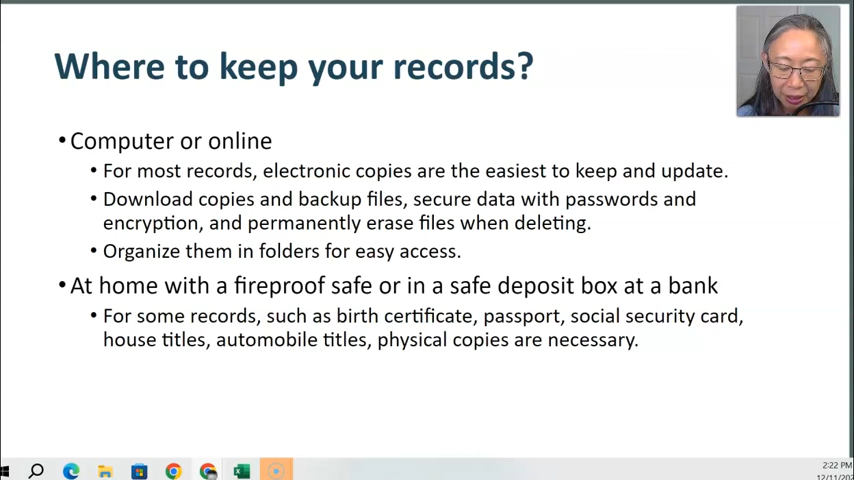 Where to keep your records?
•Computer or online
• For most records, electronic copies are the easiest to keep and update.
• Download copies and backup files, secure data with passwords and
encryption, and permanently erase files when deleting.
• Organize them in folders for easy access.
•At home with a fireproof safe or in a safe deposit box at a bank
• For some records, such as birth certificate, passport, social security card,
house titles, automobile titles, physical copies are necessary.
2:22 PM